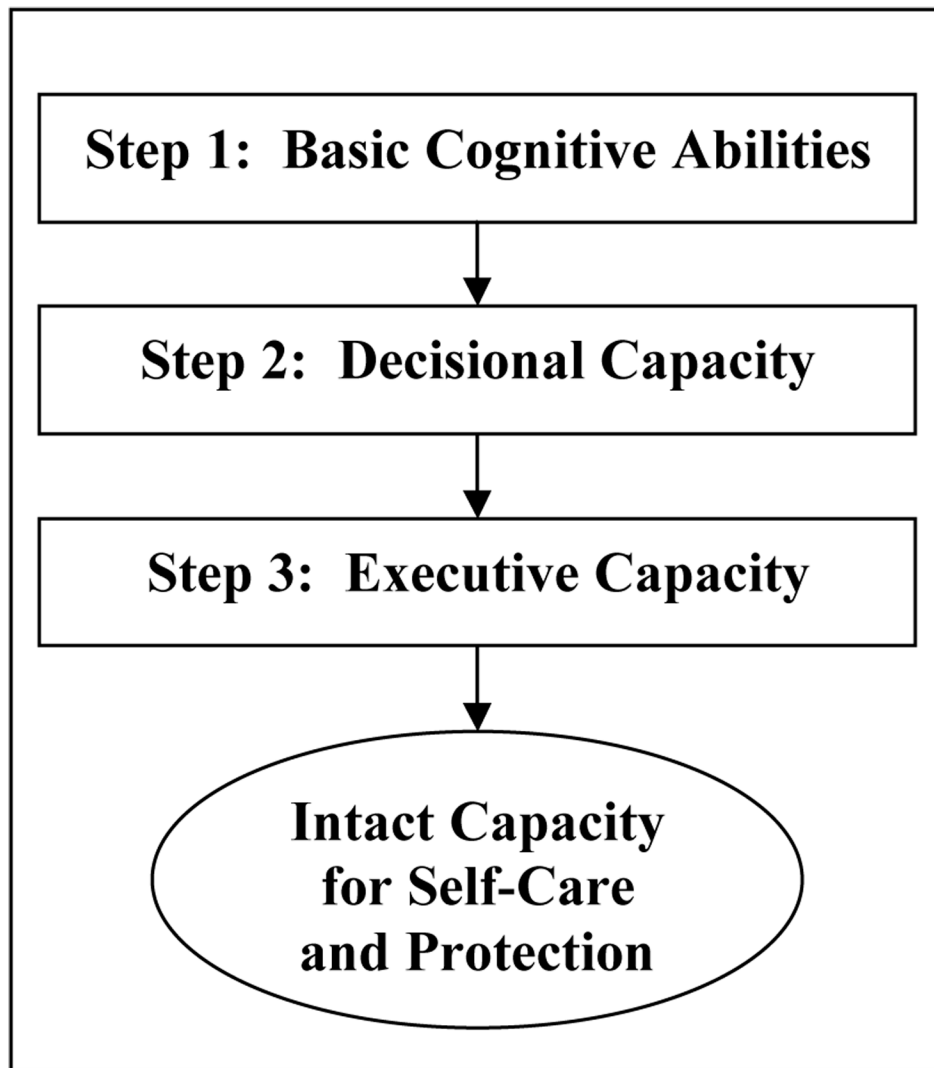 Step 1:  Basic Cognitive Abilities
Step 2:  Decisional Capacity
Step 3:  Executive Capacity
Intact Capacity
for Self-Care
and Protection